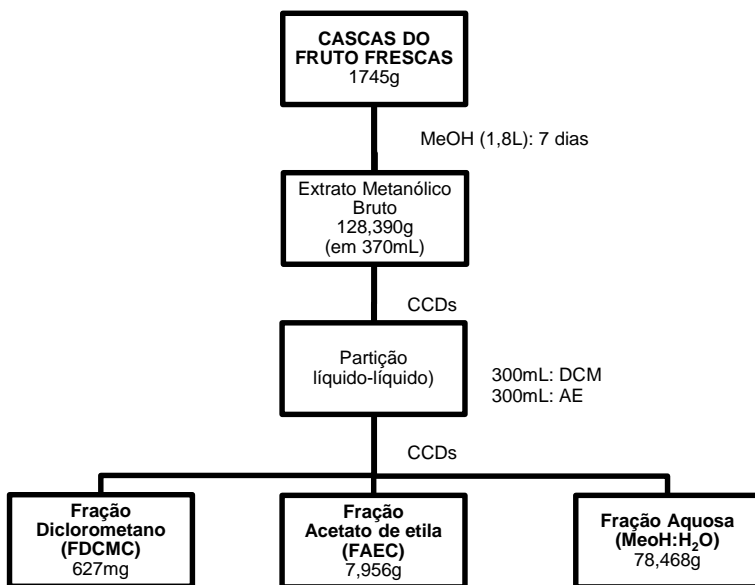 CASCAS DO
FRUTO FRESCAS
1745g
MeOH (1,8L): 7 dias
Extrato Metanólico
Bruto
128,390g
(em 370mL)
CCDs
Partição
líquido-líquido)
300mL: DCM
300mL: AE
CCDs
Fração
Diclorometano
(FDCMC)
627mg
Fração
Acetato de etila
(FAEC)
7,956g
Fração Aquosa
(MeoH:H₂O)
78,468g